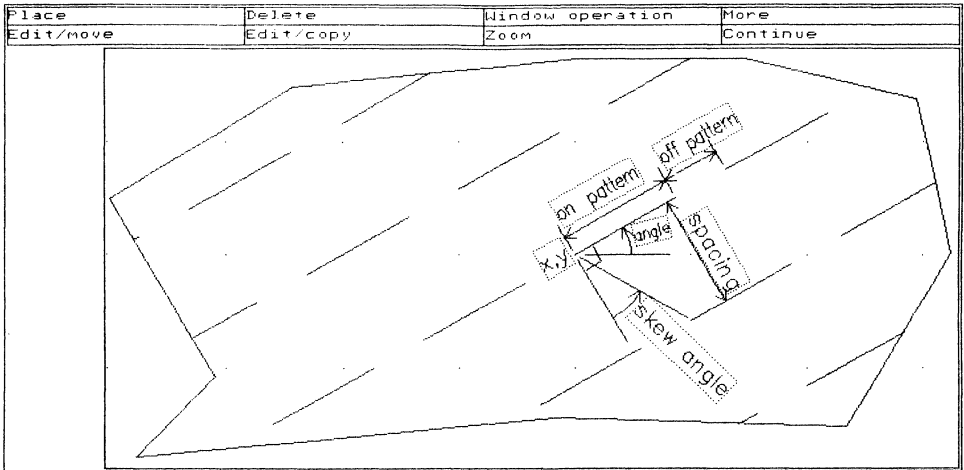 Place Delete Window operation More
Edit/move Edit/copy Zoom Continue
off pattern
on pattern
angle
spacing
x,y
skew angle